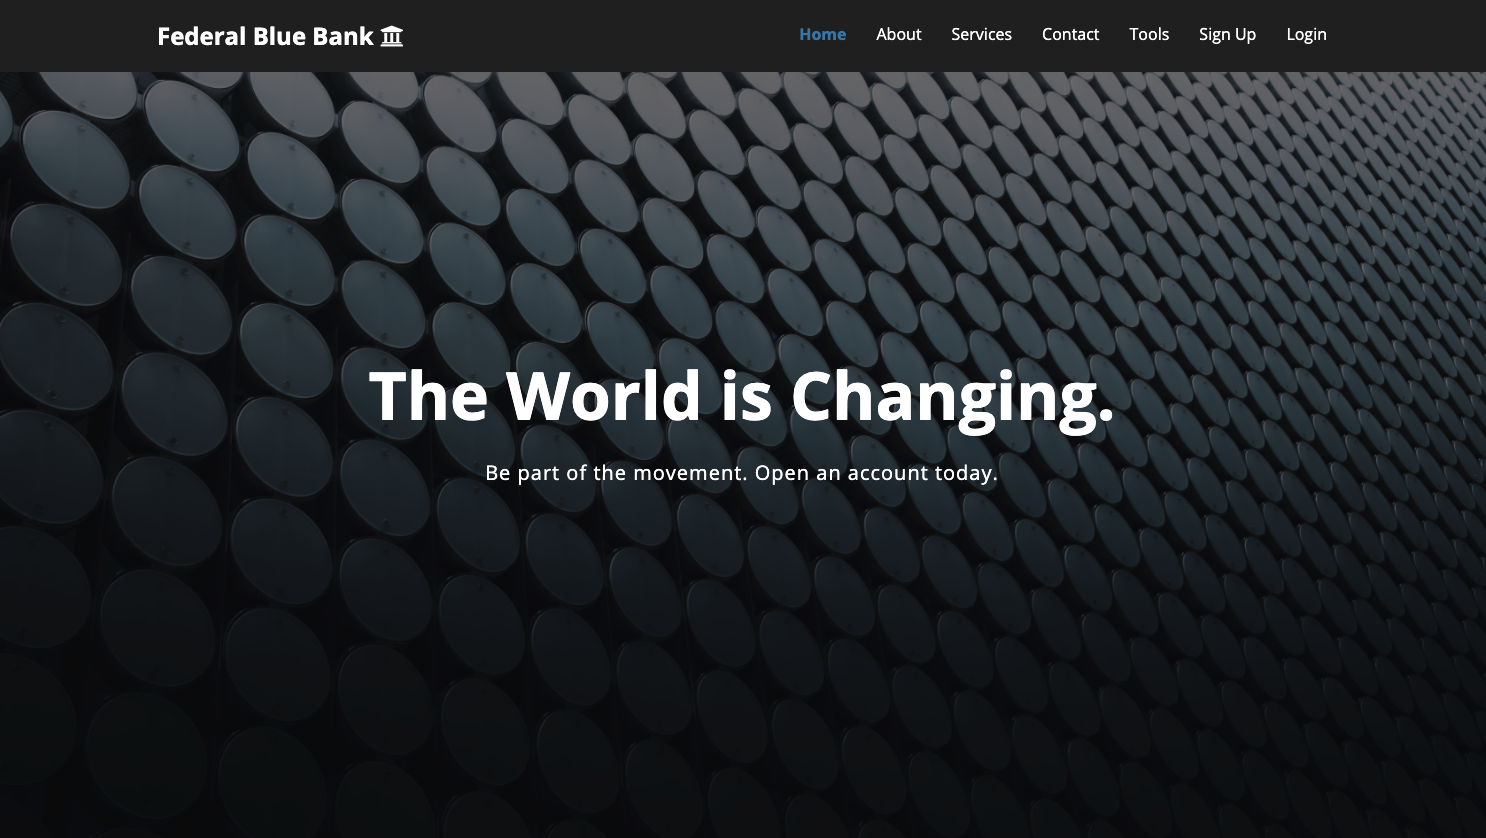 Federal Blue Bank
Home About Services Contact Tools Sign Up Login
The World is Changing.
Be part of the movement. Open an account today.